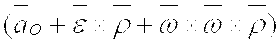 (a̅_O + ε̅ × ρ̅ + ω̅ × ω̅ × ρ̅)